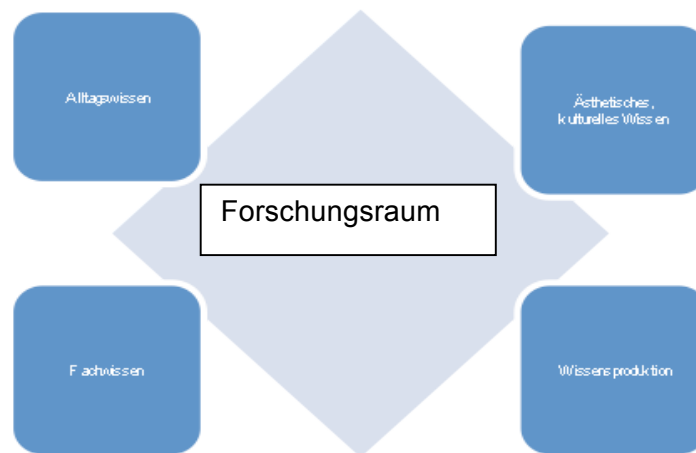 Alltagswissen
Ästhetisches,
kulturelles Wissen
Forschungsraum
Fachwissen
Wissensproduktion